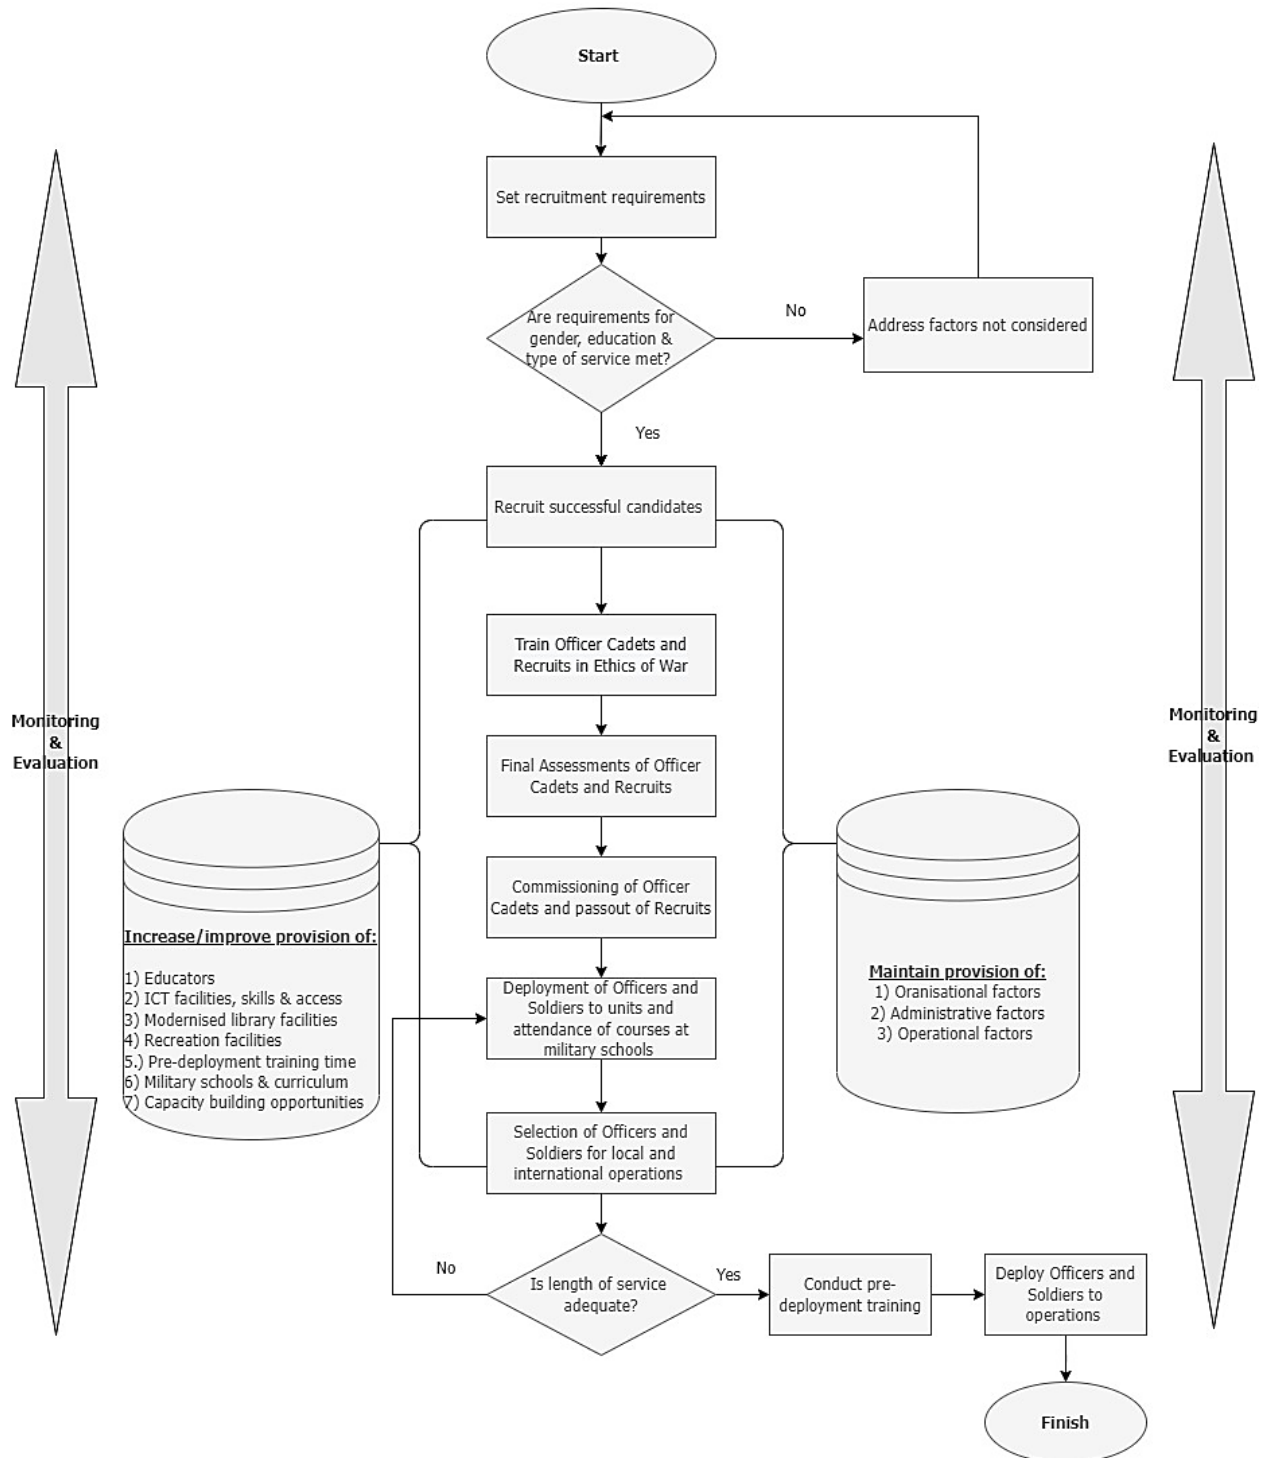 Start
Set recruitment requirements
Are requirements for
gender, education &
type of service met?
No
Address factors not considered
Yes
Recruit successful candidates
Train Officer Cadets and
Recruits in Ethics of War
Monitoring
&
Evaluation
Monitoring
&
Evaluation
Final Assessments of Officer
Cadets and Recruits
Commissioning of Officer
Cadets and passout of Recruits
Increase/improve provision of:
1) Educators
2) ICT facilities, skills & access
3) Modernised library facilities
4) Recreation facilities
5.) Pre-deployment training time
6) Military schools & curriculum
7) Capacity building opportunities
Maintain provision of:
1) Oranisational factors
2) Administrative factors
3) Operational factors
Deployment of Officers and
Soldiers to units and
attendance of courses at
military schools
Selection of Officers and
Soldiers for local and
international operations
No
Is length of service
adequate?
Yes
Conduct pre-
deployment training
Deploy Officers and
Soldiers to
operations
Finish